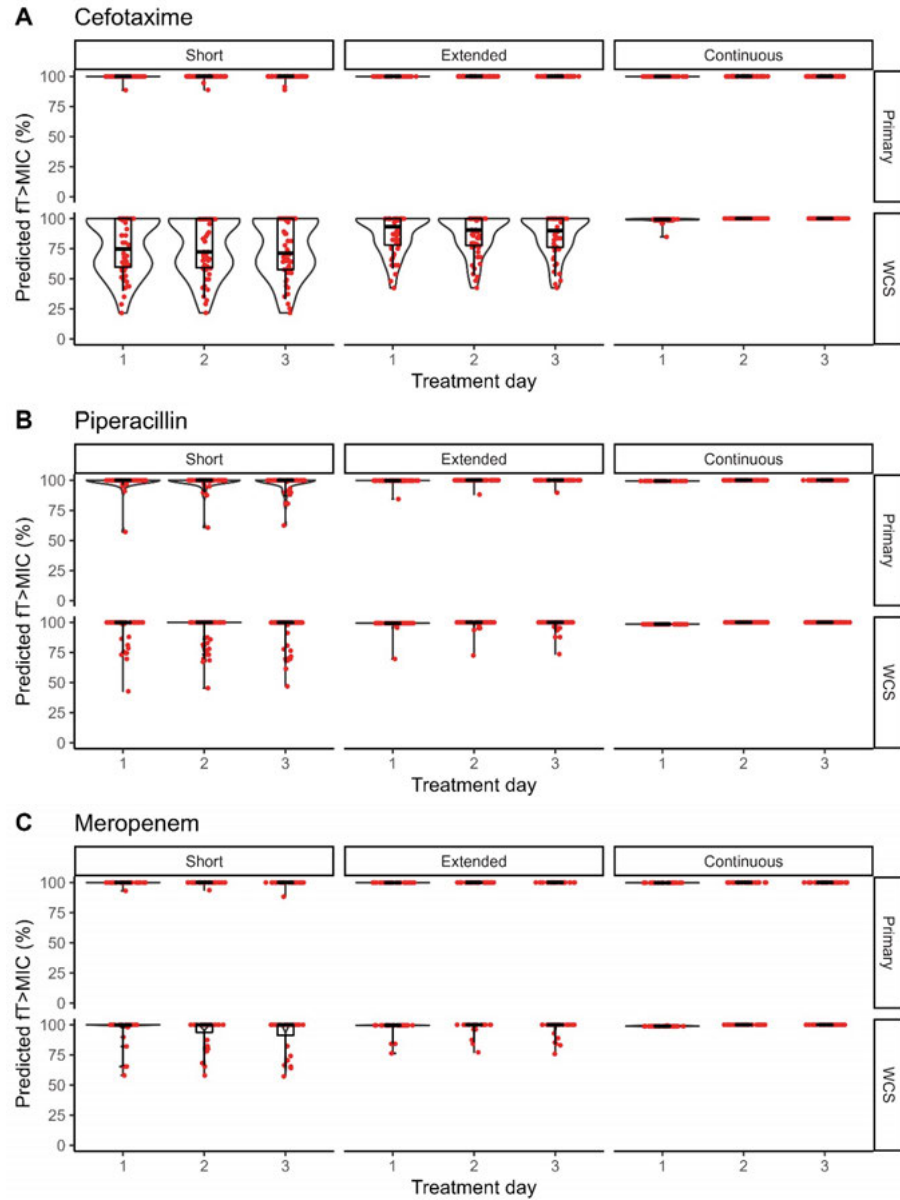 A Cefotaxime
Short Extended Continuous
100
75
50
25
0
Primary
100
75
50
25
0
WCS
Predicted fT>MIC (%)
1 2 3 1 2 3 1 2 3
Treatment day
B Piperacillin
Short Extended Continuous
100
75
50
25
0
Primary
100
75
50
25
0
WCS
Predicted fT>MIC (%)
1 2 3 1 2 3 1 2 3
Treatment day
C Meropenem
Short Extended Continuous
100
75
50
25
0
Primary
100
75
50
25
0
WCS
Predicted fT>MIC (%)
1 2 3 1 2 3 1 2 3
Treatment day